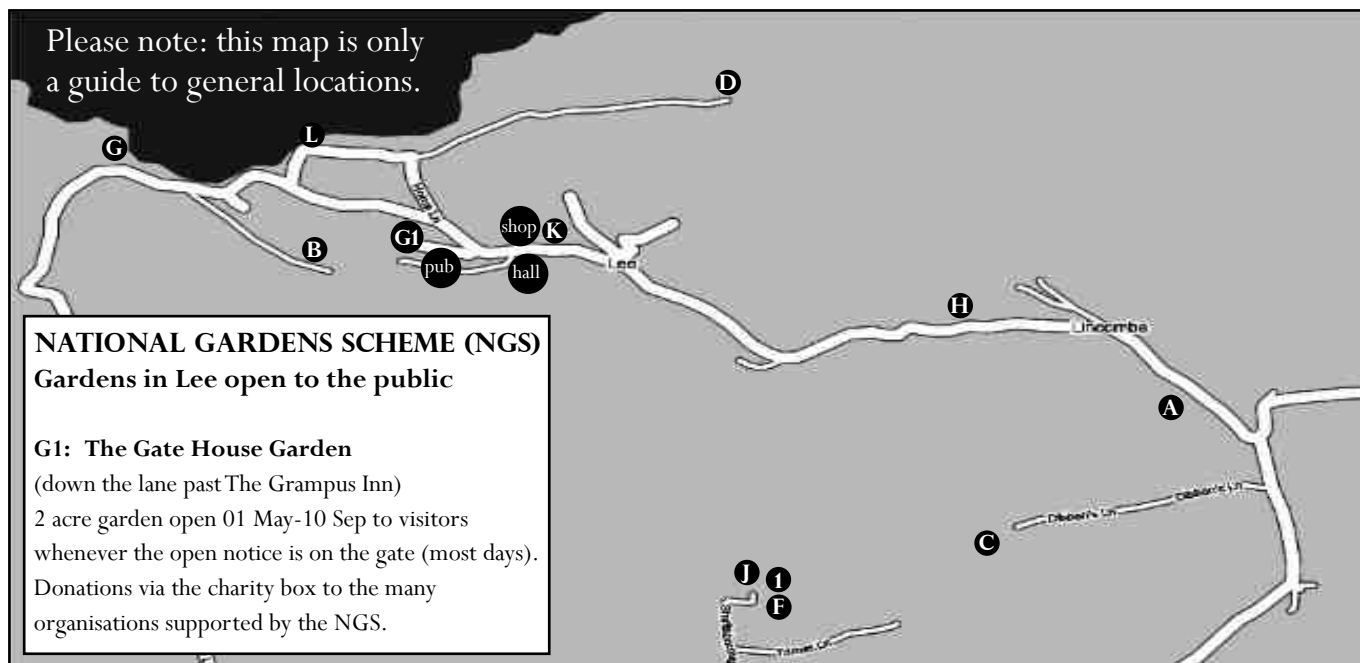 Please note: this map is only
a guide to general locations.
D
L
G
Home Ln
shop
K
G1
B
pub
hall
Lee
H
Lincombe
NATIONAL GARDENS SCHEME (NGS)
Gardens in Lee open to the public
A
G1: The Gate House Garden
(down the lane past The Grampus Inn)
2 acre garden open 01 May-10 Sep to visitors
whenever the open notice is on the gate (most days).
Donations via the charity box to the many
organisations supported by the NGS.
C
J
1
F